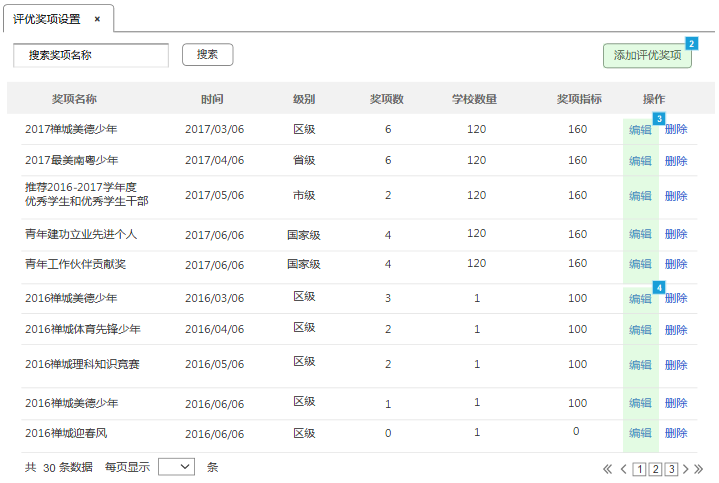 评优奖项设置 ×
搜索奖项名称 搜索 添加评优奖项 2
奖项名称 时间 级别 奖项数 学校数量 奖项指标 操作
2017禅城美德少年 2017/03/06 区级 6 120 160 编辑 3 删除
2017最美南粤少年 2017/04/06 省级 6 120 160 编辑 删除
推荐2016-2017学年度
优秀学生和优秀学生干部 2017/05/06 市级 2 120 160 编辑 删除
青年建功立业先进个人 2017/06/06 国家级 4 120 160 编辑 删除
青年工作伙伴贡献奖 2017/06/06 国家级 4 120 160 编辑 删除
2016禅城美德少年 2016/03/06 区级 3 1 100 编辑 4 删除
2016禅城体育先锋少年 2016/04/06 区级 2 1 100 编辑 删除
2016禅城理科知识竞赛 2016/05/06 区级 2 1 100 编辑 删除
2016禅城美德少年 2016/06/06 区级 1 1 100 编辑 删除
2016禅城迎春风 2016/06/06 区级 0 1 0 编辑 删除
共 30 条数据 每页显示 条 « < 1 2 3 > »